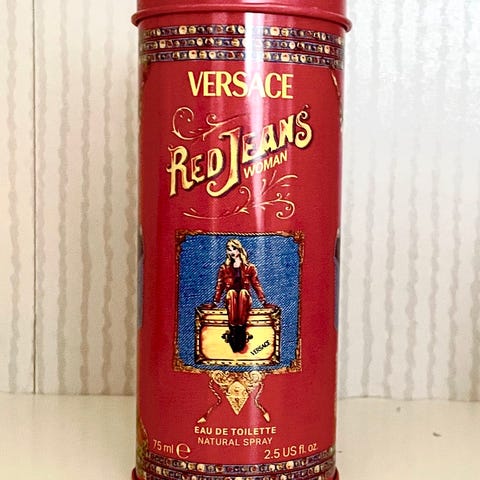 VERSACE
RED JEANS
WOMAN
VERSACE
EAU DE TOILETTE
NATURAL SPRAY
75 ml ℮
2.5 US fl. oz.